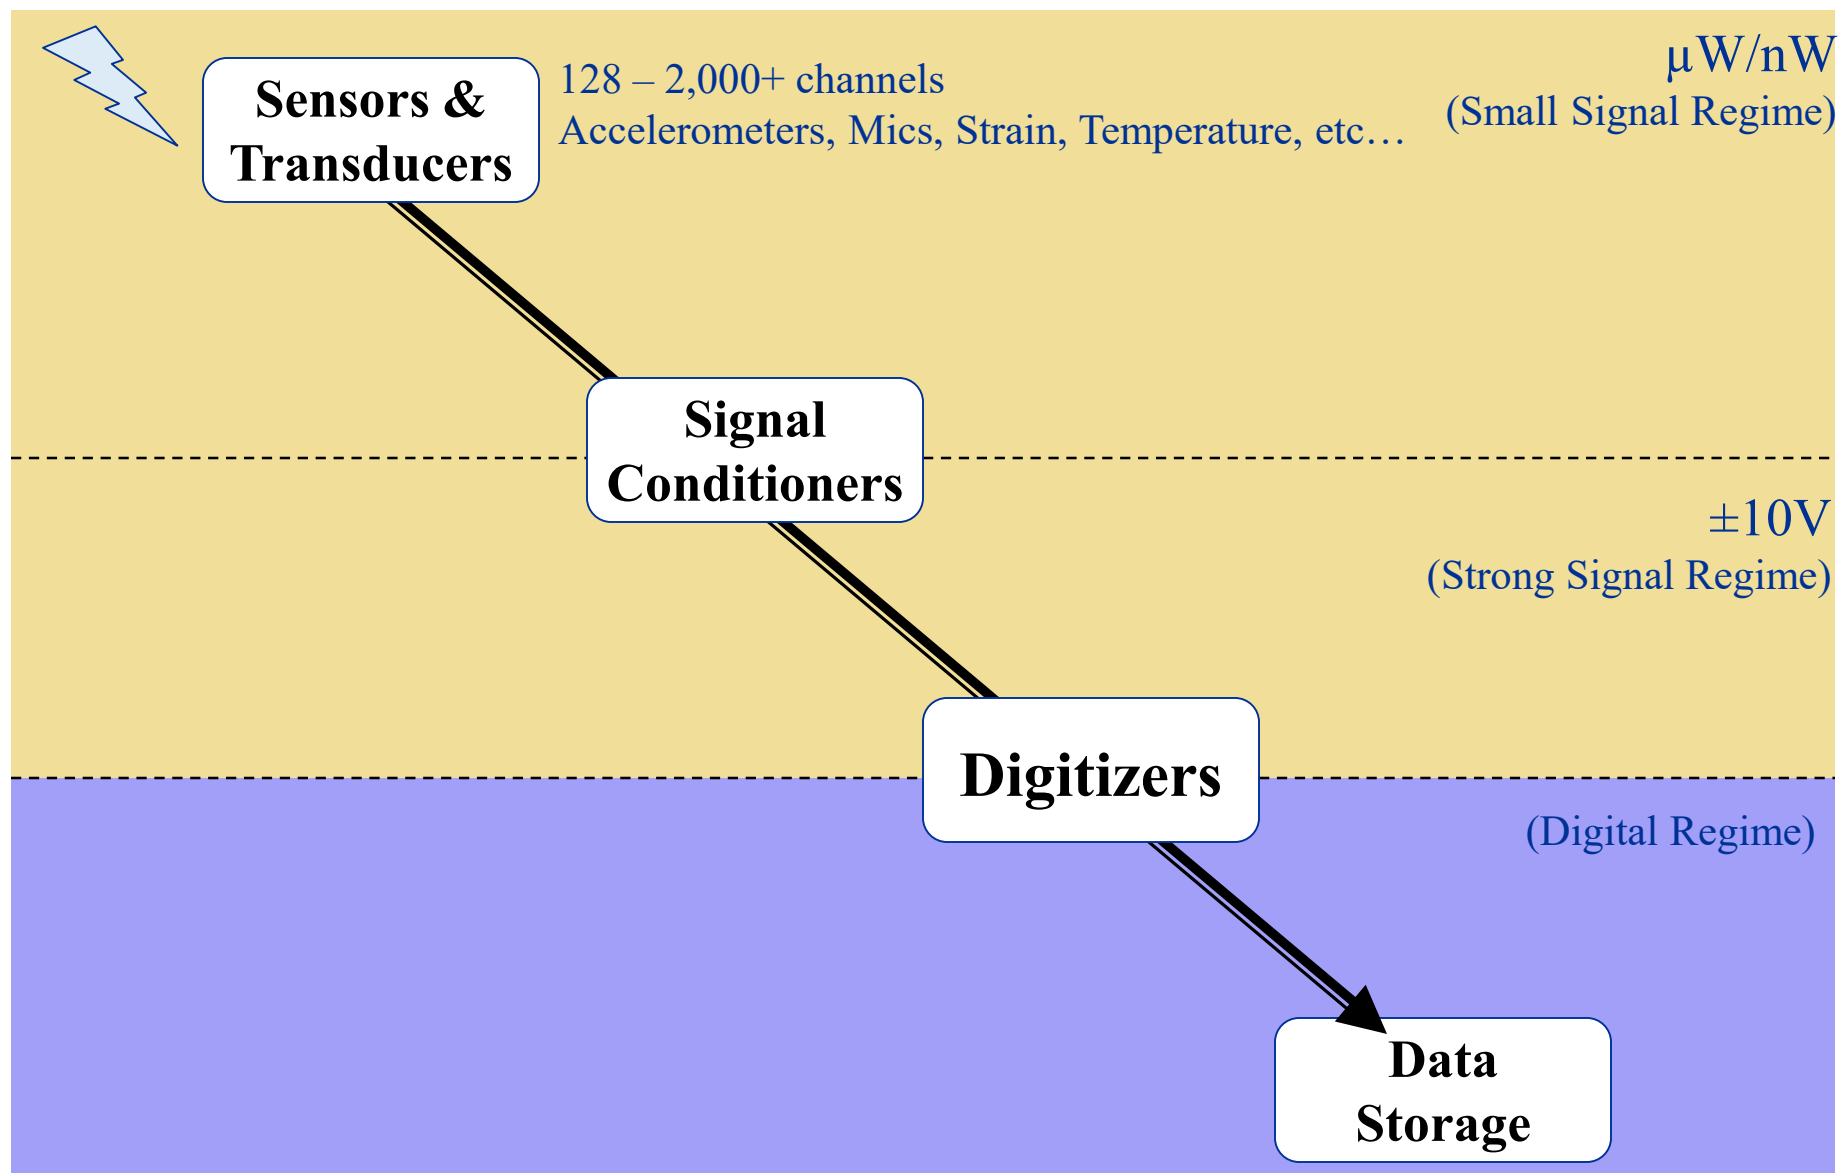 Sensors &
Transducers
128 – 2,000+ channels
Accelerometers, Mics, Strain, Temperature, etc…
µW/nW
(Small Signal Regime)
Signal
Conditioners
±10V
(Strong Signal Regime)
Digitizers
(Digital Regime)
Data
Storage